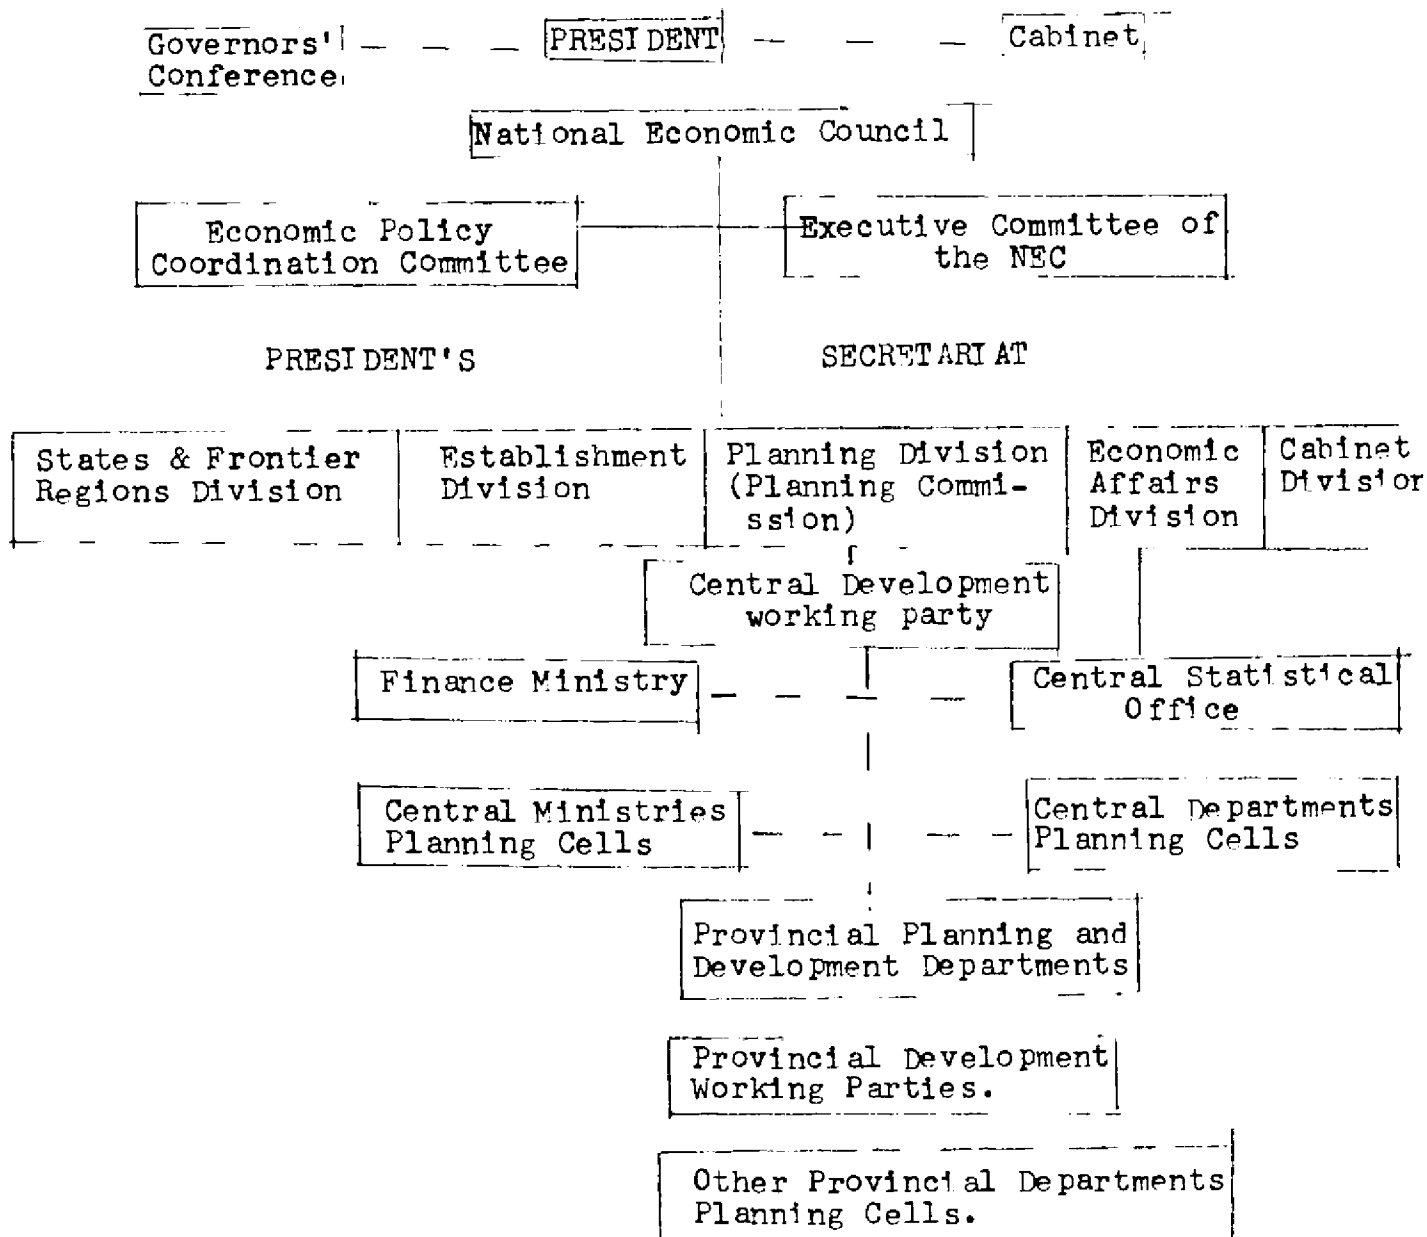 Governors' Conference
PRESIDENT
Cabinet
National Economic Council
Economic Policy
Coordination Committee
Executive Committee of
the NEC
PRESIDENT'S SECRETARIAT
States & Frontier
Regions Division
Establishment
Division
Planning Division
(Planning Commi-
ssion)
Economic
Affairs
Division
Cabinet
Division
Central Development
working party
Finance Ministry
Central Statistical
Office
Central Ministries
Planning Cells
Central Departments
Planning Cells
Provincial Planning and
Development Departments
Provincial Development
Working Parties.
Other Provincial Departments
Planning Cells.